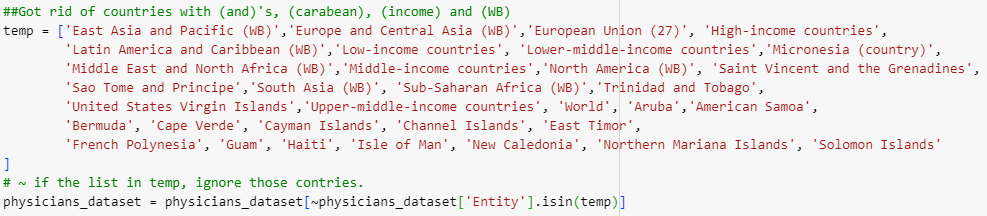 ##Got rid of countries with (and)'s, (carabean), (income) and (WB)
temp = ['East Asia and Pacific (WB)','Europe and Central Asia (WB)','European Union (27)', 'High-income countries',
'Latin America and Caribbean (WB)','Low-income countries', 'Lower-middle-income countries','Micronesia (country)',
'Middle East and North Africa (WB)','Middle-income countries','North America (WB)', 'Saint Vincent and the Grenadines',
'Sao Tome and Principe','South Asia (WB)', 'Sub-Saharan Africa (WB)','Trinidad and Tobago',
'United States Virgin Islands','Upper-middle-income countries', 'World', 'Aruba','American Samoa',
'Bermuda', 'Cape Verde', 'Cayman Islands', 'Channel Islands', 'East Timor',
'French Polynesia', 'Guam', 'Haiti', 'Isle of Man', 'New Caledonia', 'Northern Mariana Islands', 'Solomon Islands'
]
# ~ if the list in temp, ignore those contries.
physicians_dataset = physicians_dataset[~physicians_dataset['Entity'].isin(temp)]